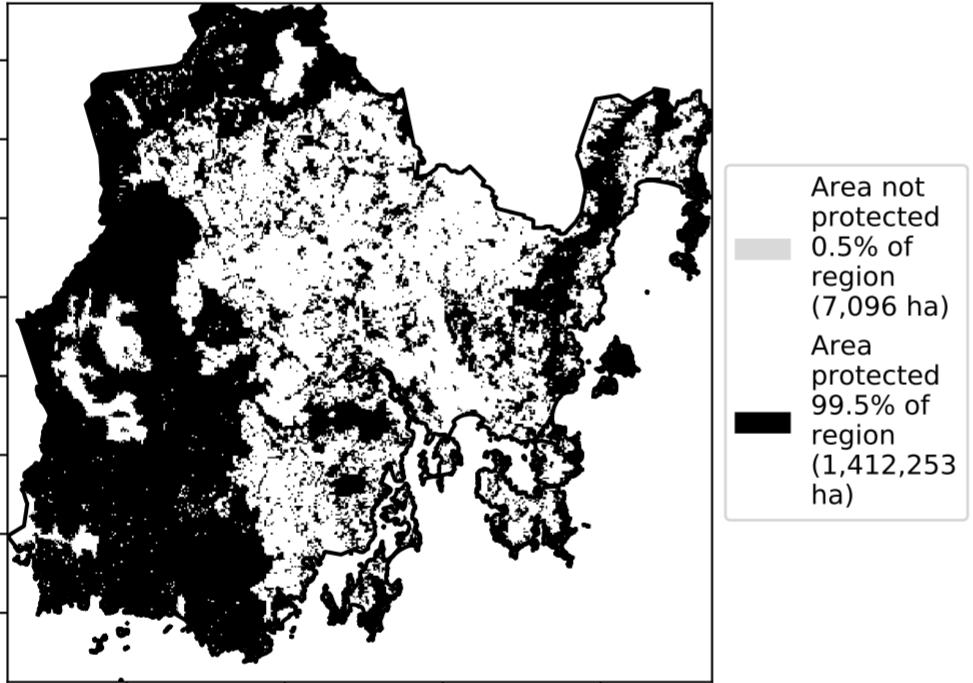 Area not
protected
0.5% of
region
(7,096 ha)
Area
protected
99.5% of
region
(1,412,253
ha)